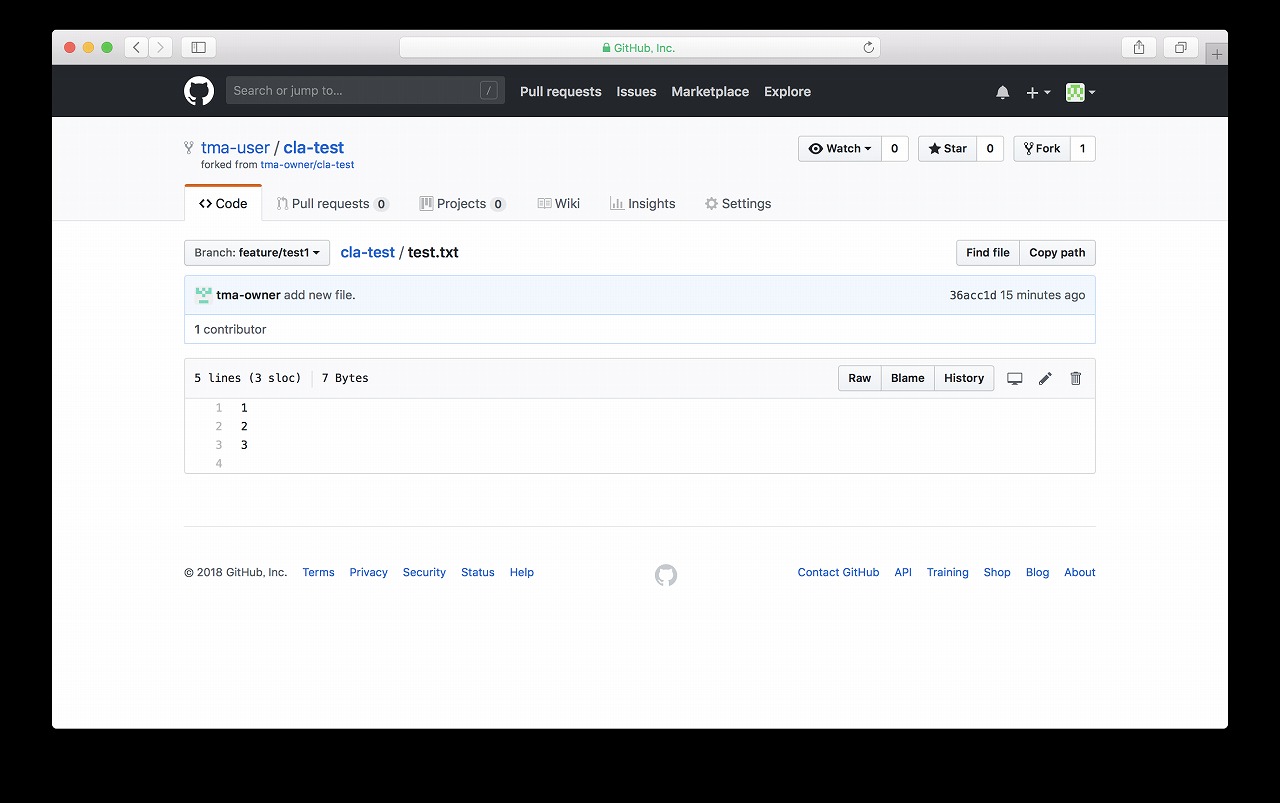 GitHub, Inc.
Search or jump to… / Pull requests Issues Marketplace Explore
tma-user / cla-test Watch 0 Star 0 Fork 1
forked from tma-owner/cla-test
Code Pull requests 0 Projects 0 Wiki Insights Settings
Branch: feature/test1 cla-test / test.txt Find file Copy path
tma-owner add new file. 36acc1d 15 minutes ago
1 contributor
5 lines (3 sloc) 7 Bytes Raw Blame History
1 1
2 2
3 3
4
© 2018 GitHub, Inc. Terms Privacy Security Status Help Contact GitHub API Training Shop Blog About